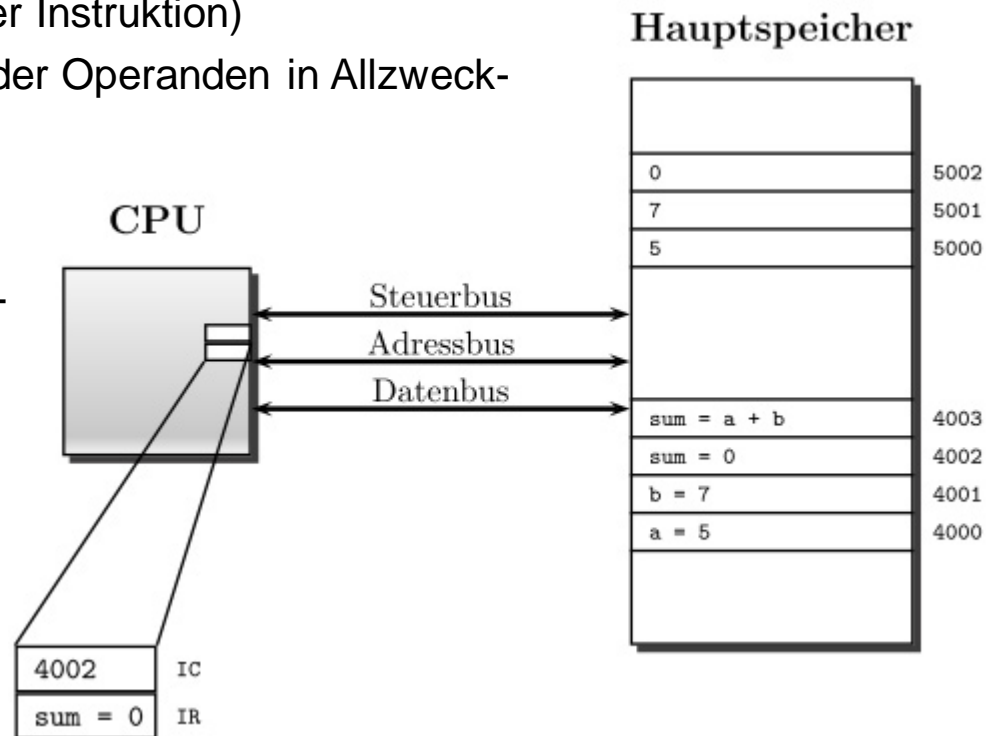 er Instruktion)
der Operanden in Allzweck-
-
Hauptspeicher
0 5002
7 5001
5 5000
CPU
Steuerbus
Adressbus
Datenbus
sum = a + b 4003
sum = 0 4002
b = 7 4001
a = 5 4000
4002 IC
sum = 0 IR